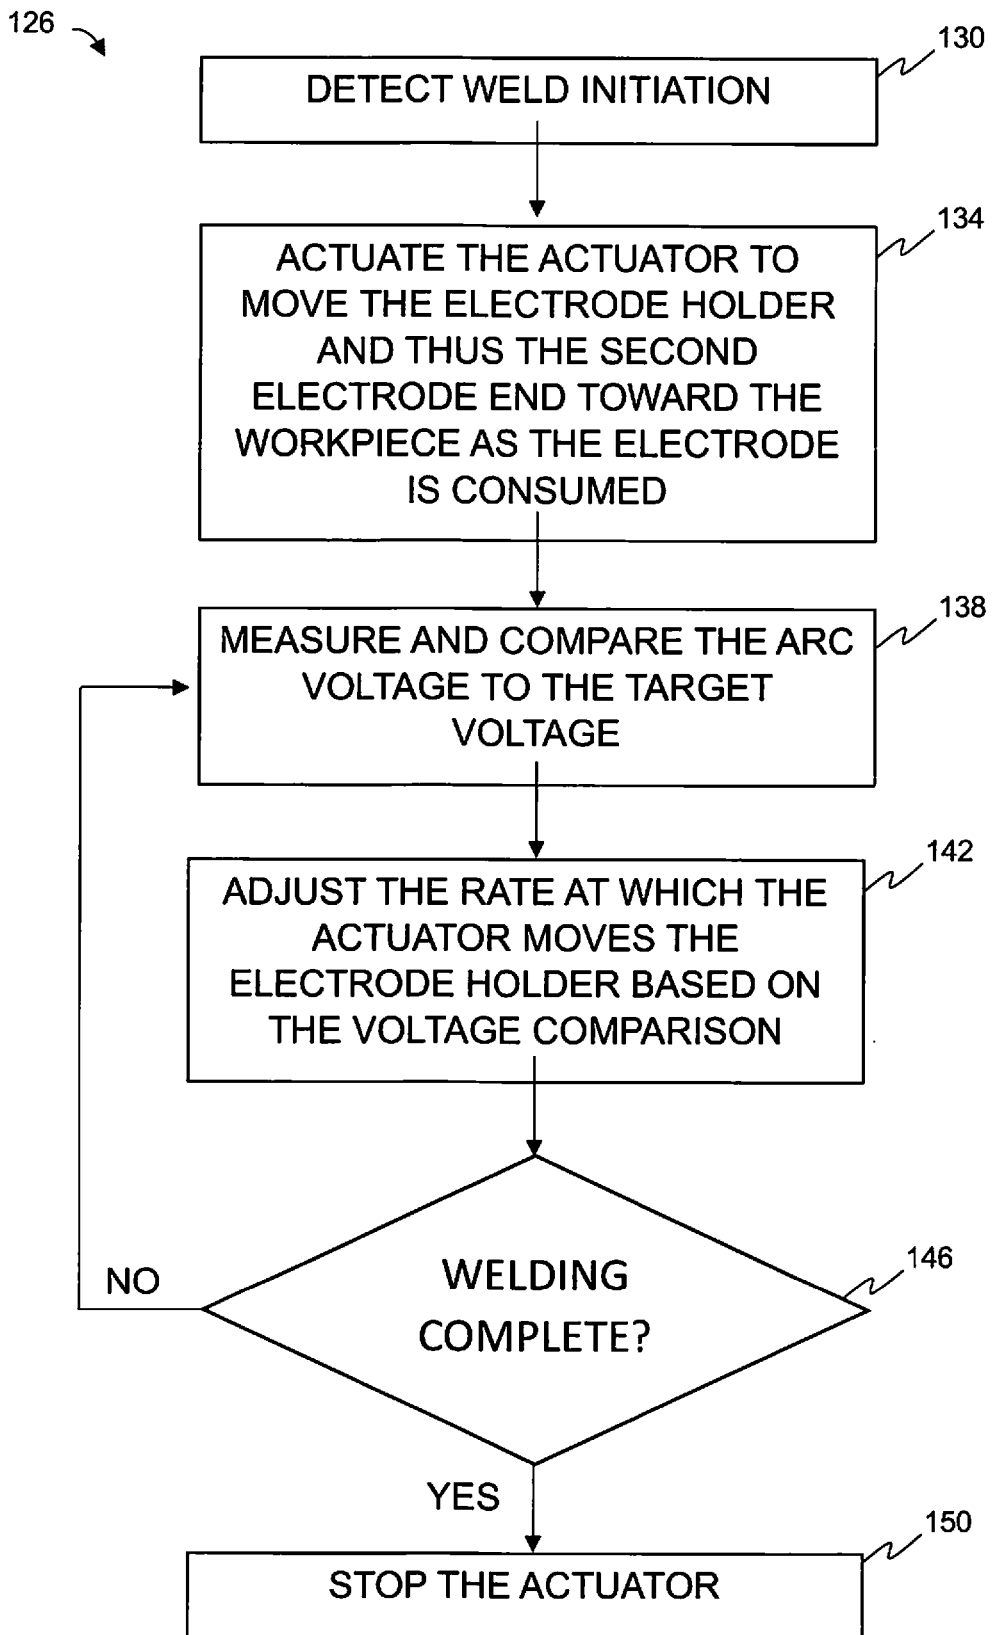 126
130
DETECT WELD INITIATION
134
ACTUATE THE ACTUATOR TO
MOVE THE ELECTRODE HOLDER
AND THUS THE SECOND
ELECTRODE END TOWARD THE
WORKPIECE AS THE ELECTRODE
IS CONSUMED
138
MEASURE AND COMPARE THE ARC
VOLTAGE TO THE TARGET
VOLTAGE
142
ADJUST THE RATE AT WHICH THE
ACTUATOR MOVES THE
ELECTRODE HOLDER BASED ON
THE VOLTAGE COMPARISON
146
WELDING
COMPLETE?
NO
YES
150
STOP THE ACTUATOR